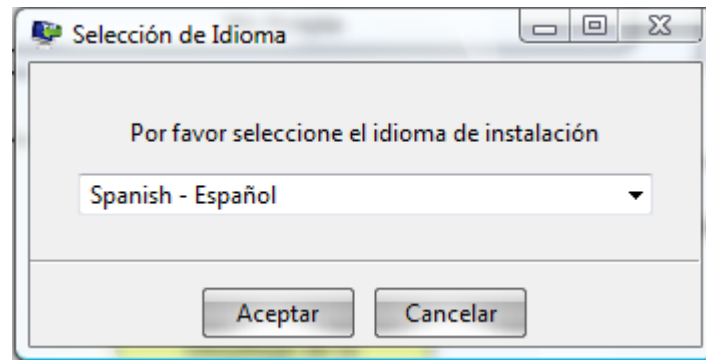 Selección de Idioma
Por favor seleccione el idioma de instalación
Spanish - Español
Aceptar
Cancelar